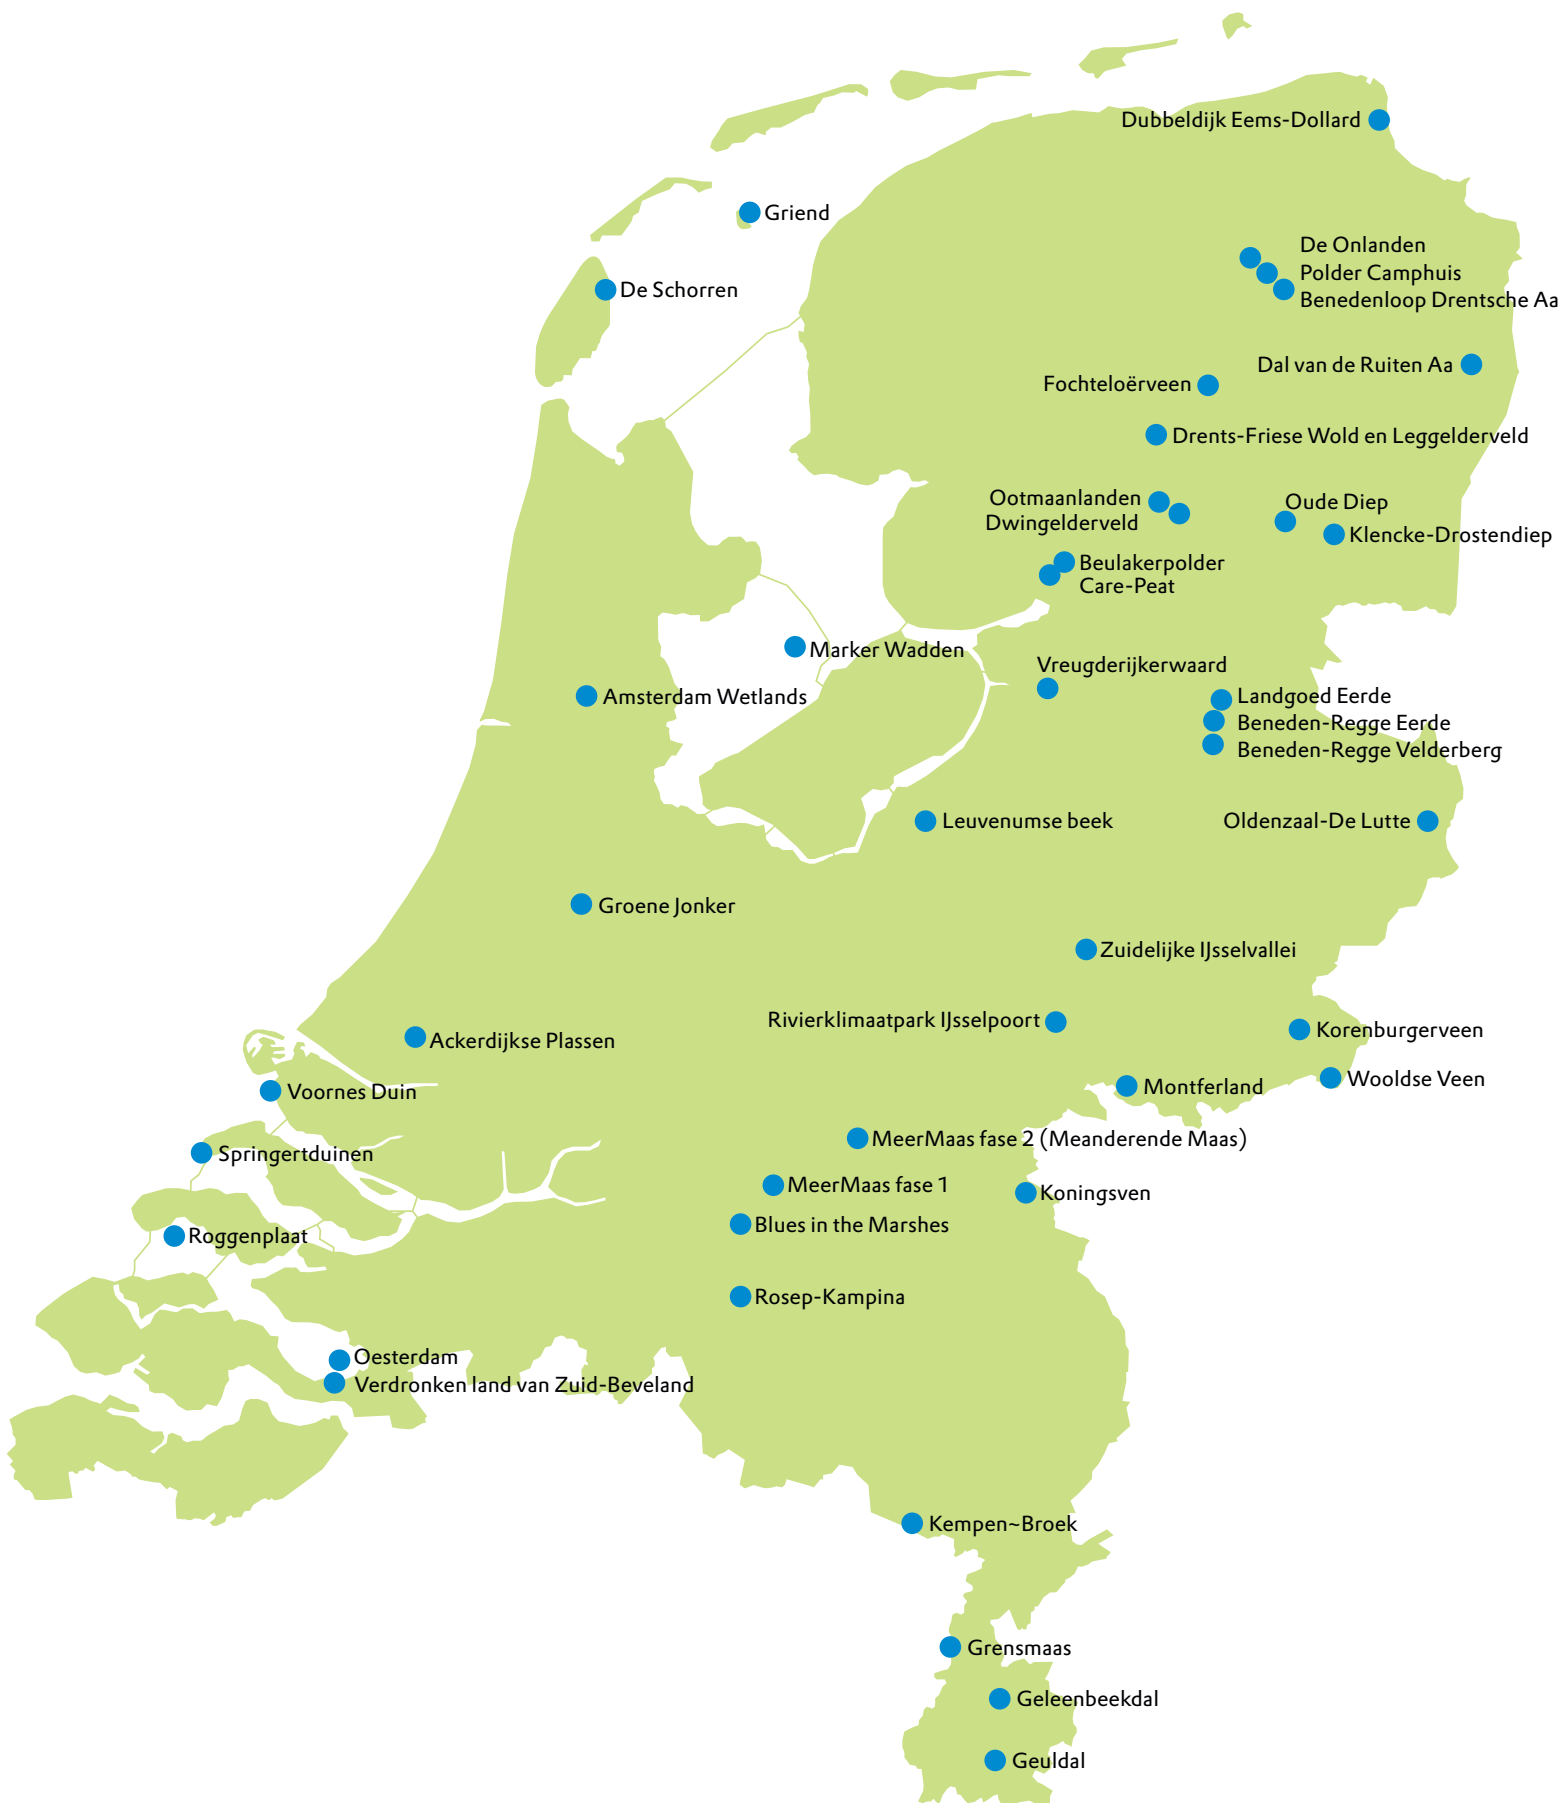 Dubbeldijk Eems-Dollard
Griend
De Onlanden
Polder Camphuis
De Schorren
Benedenloop Drentsche Aa
Dal van de Ruiten Aa
Fochteloërveen
Drents-Friese Wold en Leggelderveld
Ootmaanlanden
Oude Diep
Dwingelderveld
Klencke-Drostendiep
Beulakerpolder
Care-Peat
Marker Wadden
Vreugderijkerwaard
Amsterdam Wetlands
Landgoed Eerde
Beneden-Regge Eerde
Beneden-Regge Velderberg
Leuvenumse beek
Oldenzaal-De Lutte
Groene Jonker
Zuidelijke IJsselvallei
Rivierklimaatpark IJsselpoort
Korenburgerveen
Ackerdijkse Plassen
Wooldse Veen
Montferland
Voornes Duin
MeerMaas fase 2 (Meanderende Maas)
Springertduinen
MeerMaas fase 1
Koningsven
Blues in the Marshes
Roggenplaat
Rosep-Kampina
Oesterdam
Verdronken land van Zuid-Beveland
Kempen~Broek
Grensmaas
Geleenbeekdal
Geuldal